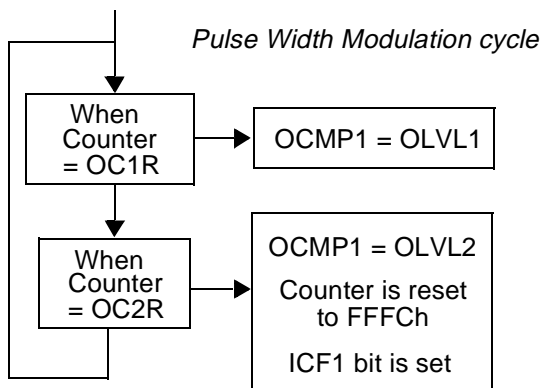 Pulse Width Modulation cycle
When
Counter
= OC1R
OCMP1 = OLVL1
When
Counter
= OC2R
OCMP1 = OLVL2
Counter is reset
to FFFCh
ICF1 bit is set